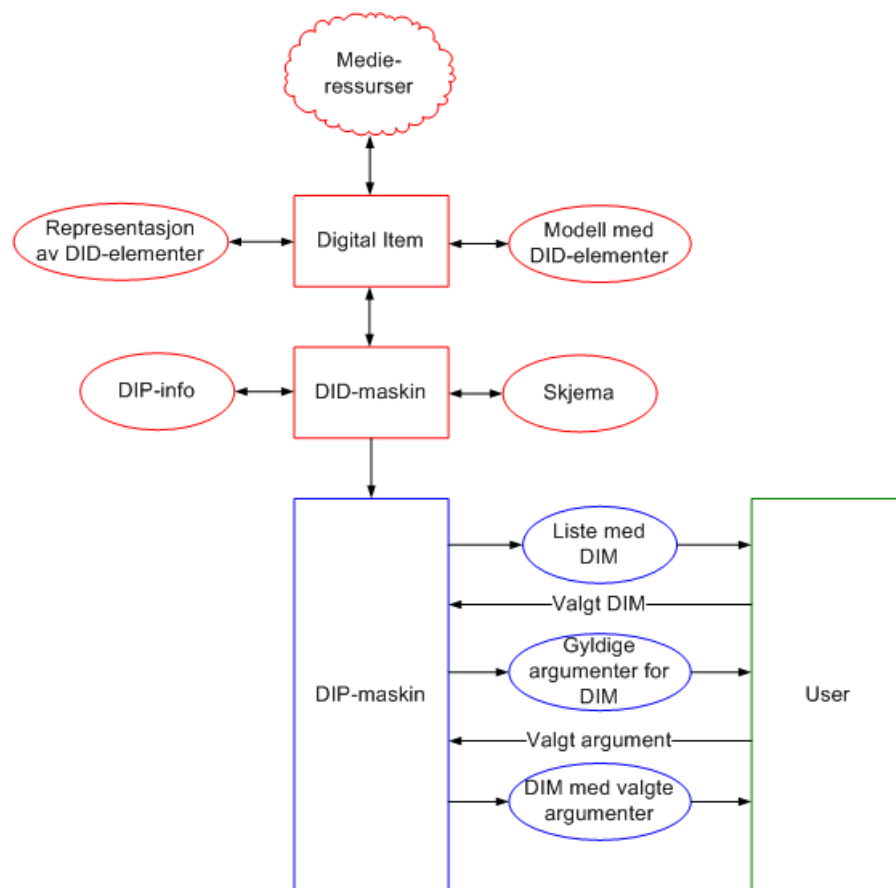 Medie-
ressurser
Representasjon
av DID-elementer
Digital Item
Modell med
DID-elementer
DIP-info
DID-maskin
Skjema
Liste med
DIM
Valgt DIM
Gyldige
argumenter for
DIM
DIP-maskin
User
Valgt argument
DIM med valgte
argumenter